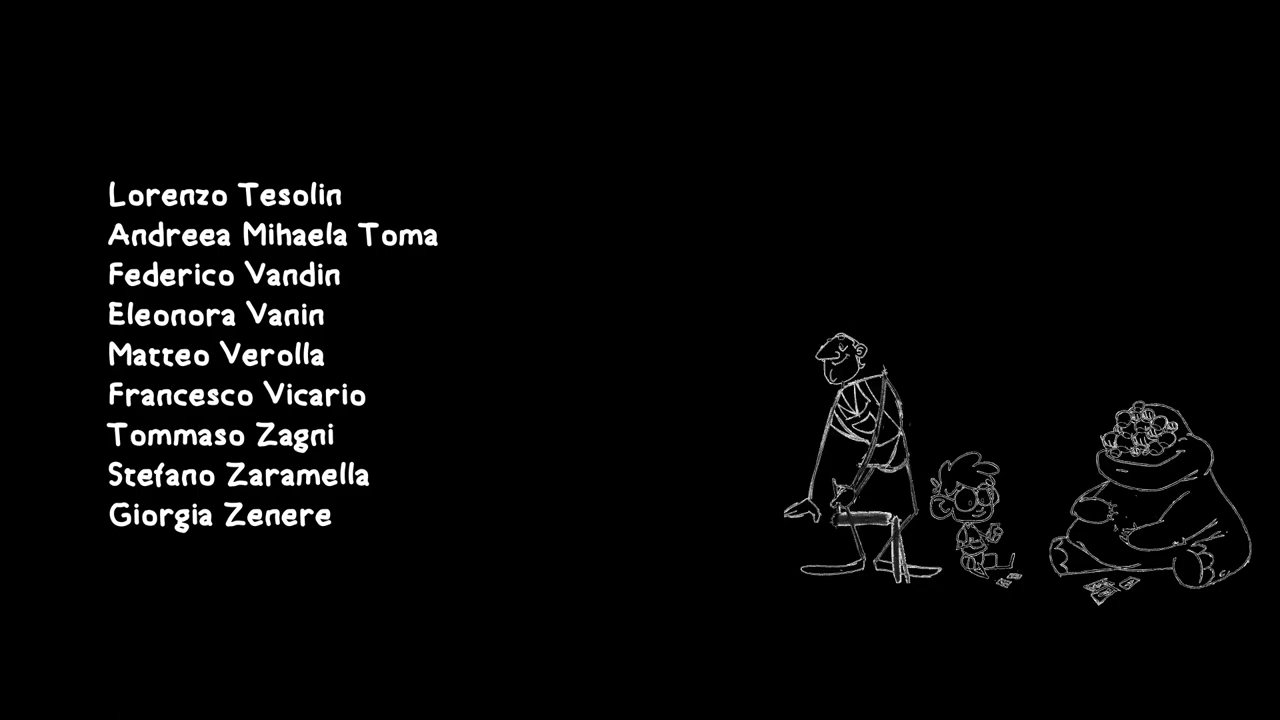 Lorenzo Tesolin
Andreea Mihaela Toma
Federico Vandin
Eleonora Vanin
Matteo Verolla
Francesco Vicario
Tommaso Zagni
Stefano Zaramella
Giorgia Zenere